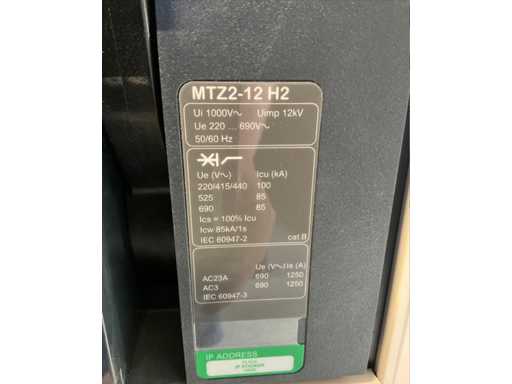 MTZ2-12 H2
Ui 1000V~ Uimp 12kV
Ue 220 ... 690V~
50/60 Hz
Ue (V~) Icu (kA)
220/415/440 100
525 85
690 85
Ics = 100% Icu
Icw 85kA/1s
IEC 60947-2 cat B
Ue (V~) Ie (A)
AC23A 690 1250
AC3 690 1250
IEC 60947-3
IP ADDRESS